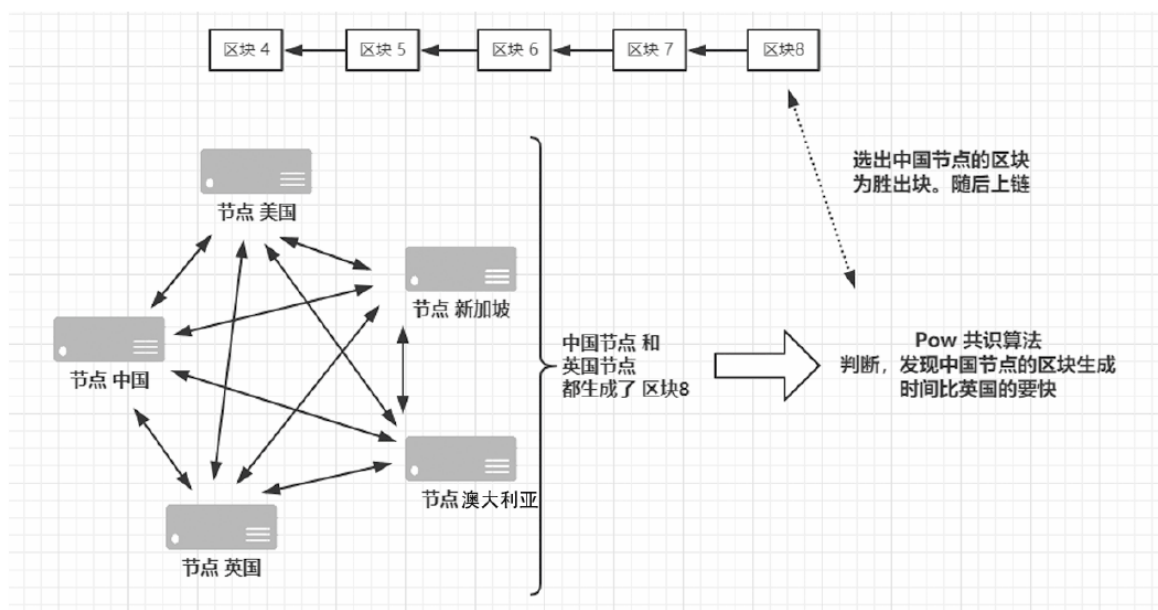 区块 4
区块 5
区块 6
区块 7
区块8
选出中国节点的区块
为胜出块。随后上链
节点 美国
节点 新加坡
节点 中国
中国节点 和
英国节点
都生成了 区块8
Pow 共识算法
判断，发现中国节点的区块生成
时间比英国的要快
节点 澳大利亚
节点 英国